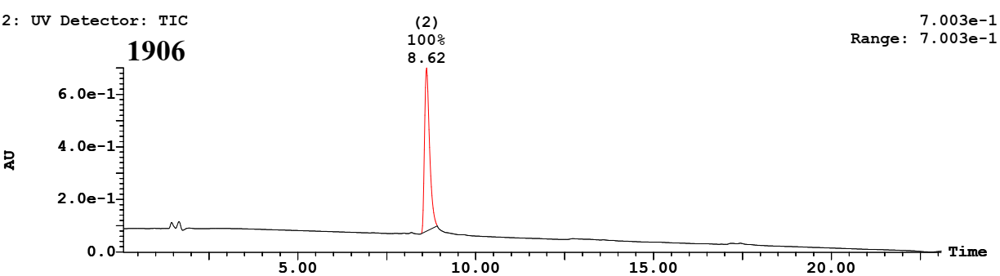 2: UV Detector: TIC
(2)
7.003e-1
100%
Range: 7.003e-1
1906
8.62
6.0e-1
4.0e-1
AU
2.0e-1
0.0
Time
5.00 10.00 15.00 20.00